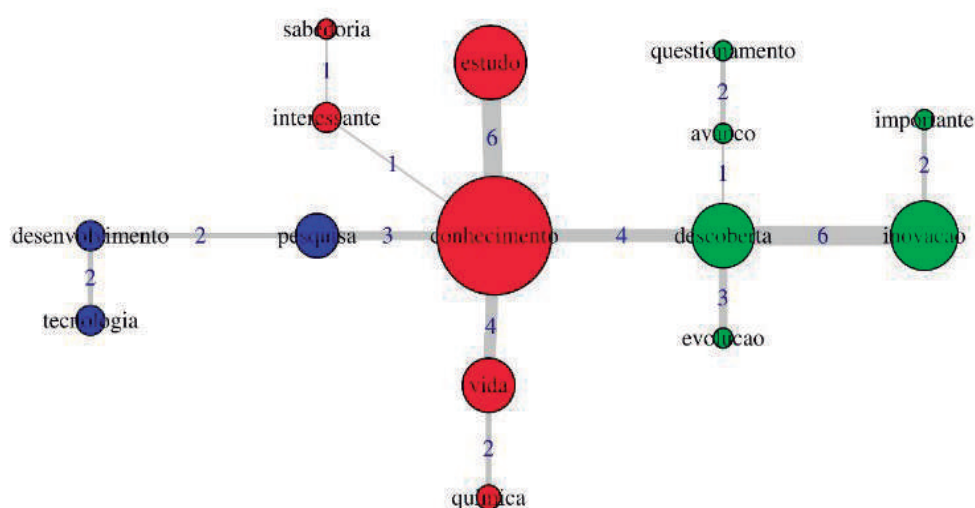 sabedoria
1
interessante
1
estudo
6
questionamento
2
avanco
1
importante
2
desenvolvimento
2
pesquisa
3
conhecimento
4
descoberta
6
inovacao
2
tecnologia
4
3
evolucao
vida
2
quimica